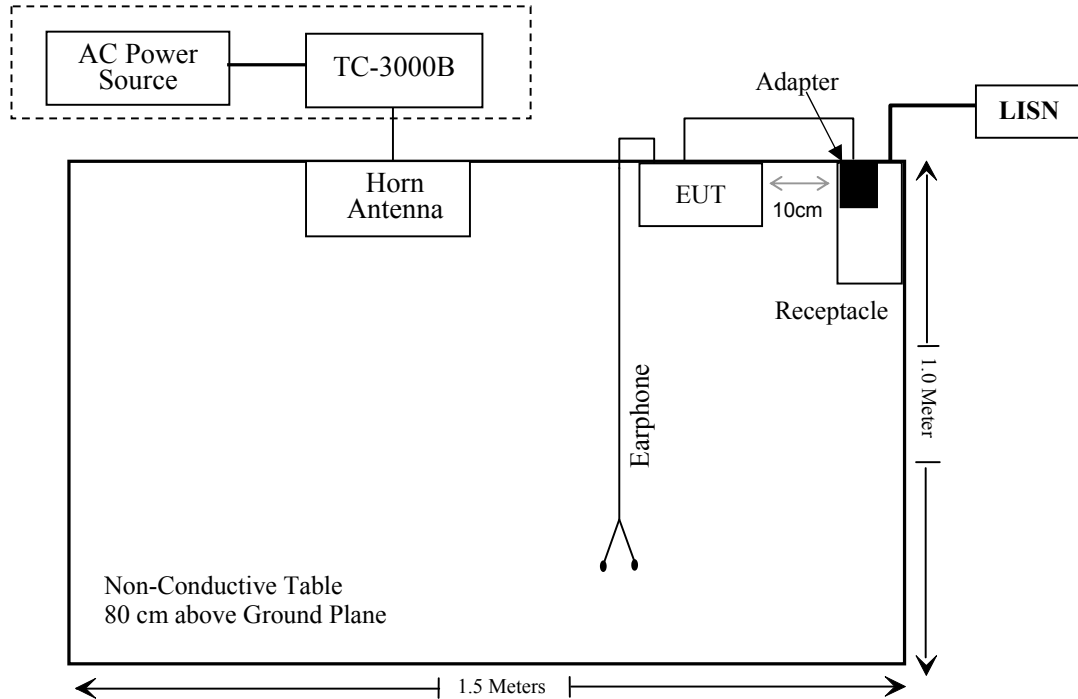 AC Power
Source
TC-3000B
Adapter
LISN
Horn
Antenna
EUT
10cm
Receptacle
1.0 Meter
Earphone
Non-Conductive Table
80 cm above Ground Plane
1.5 Meters